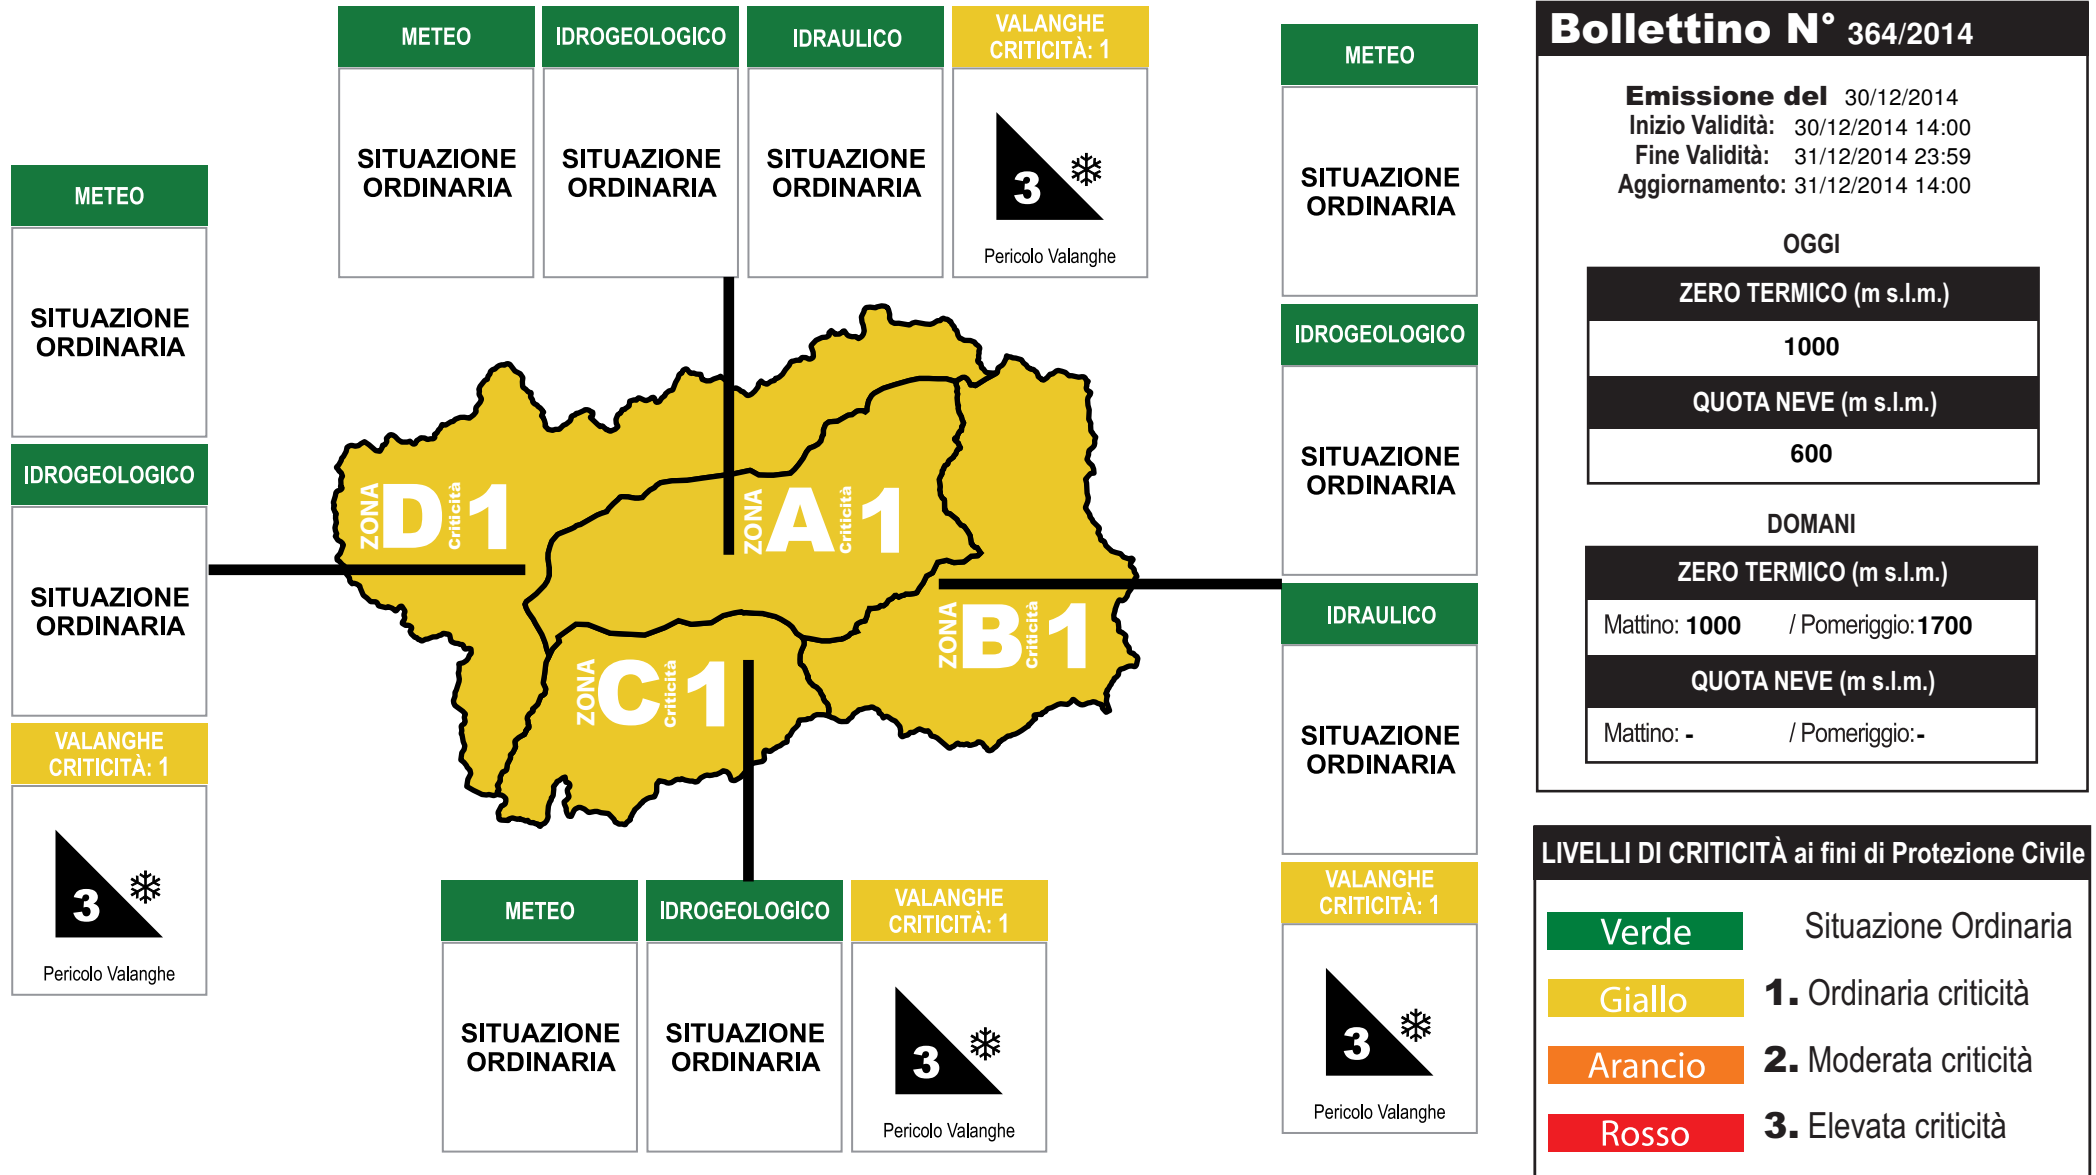 METEO
IDROGEOLOGICO
IDRAULICO
VALANGHE
CRITICITÀ: 1
SITUAZIONE
ORDINARIA
SITUAZIONE
ORDINARIA
SITUAZIONE
ORDINARIA
3
Pericolo Valanghe
METEO
SITUAZIONE
ORDINARIA
IDROGEOLOGICO
SITUAZIONE
ORDINARIA
VALANGHE
CRITICITÀ: 1
3
Pericolo Valanghe
ZONA D Criticità 1
ZONA A Criticità 1
ZONA B Criticità 1
ZONA C Criticità 1
METEO
IDROGEOLOGICO
VALANGHE
CRITICITÀ: 1
SITUAZIONE
ORDINARIA
SITUAZIONE
ORDINARIA
3
Pericolo Valanghe
METEO
SITUAZIONE
ORDINARIA
IDROGEOLOGICO
SITUAZIONE
ORDINARIA
IDRAULICO
SITUAZIONE
ORDINARIA
VALANGHE
CRITICITÀ: 1
3
Pericolo Valanghe
Bollettino N° 364/2014
Emissione del 30/12/2014
Inizio Validità: 30/12/2014 14:00
Fine Validità: 31/12/2014 23:59
Aggiornamento: 31/12/2014 14:00
OGGI
ZERO TERMICO (m s.l.m.)
1000
QUOTA NEVE (m s.l.m.)
600
DOMANI
ZERO TERMICO (m s.l.m.)
Mattino: 1000 / Pomeriggio: 1700
QUOTA NEVE (m s.l.m.)
Mattino: - / Pomeriggio: -
LIVELLI DI CRITICITÀ ai fini di Protezione Civile
Verde Situazione Ordinaria
Giallo 1. Ordinaria criticità
Arancio 2. Moderata criticità
Rosso 3. Elevata criticità